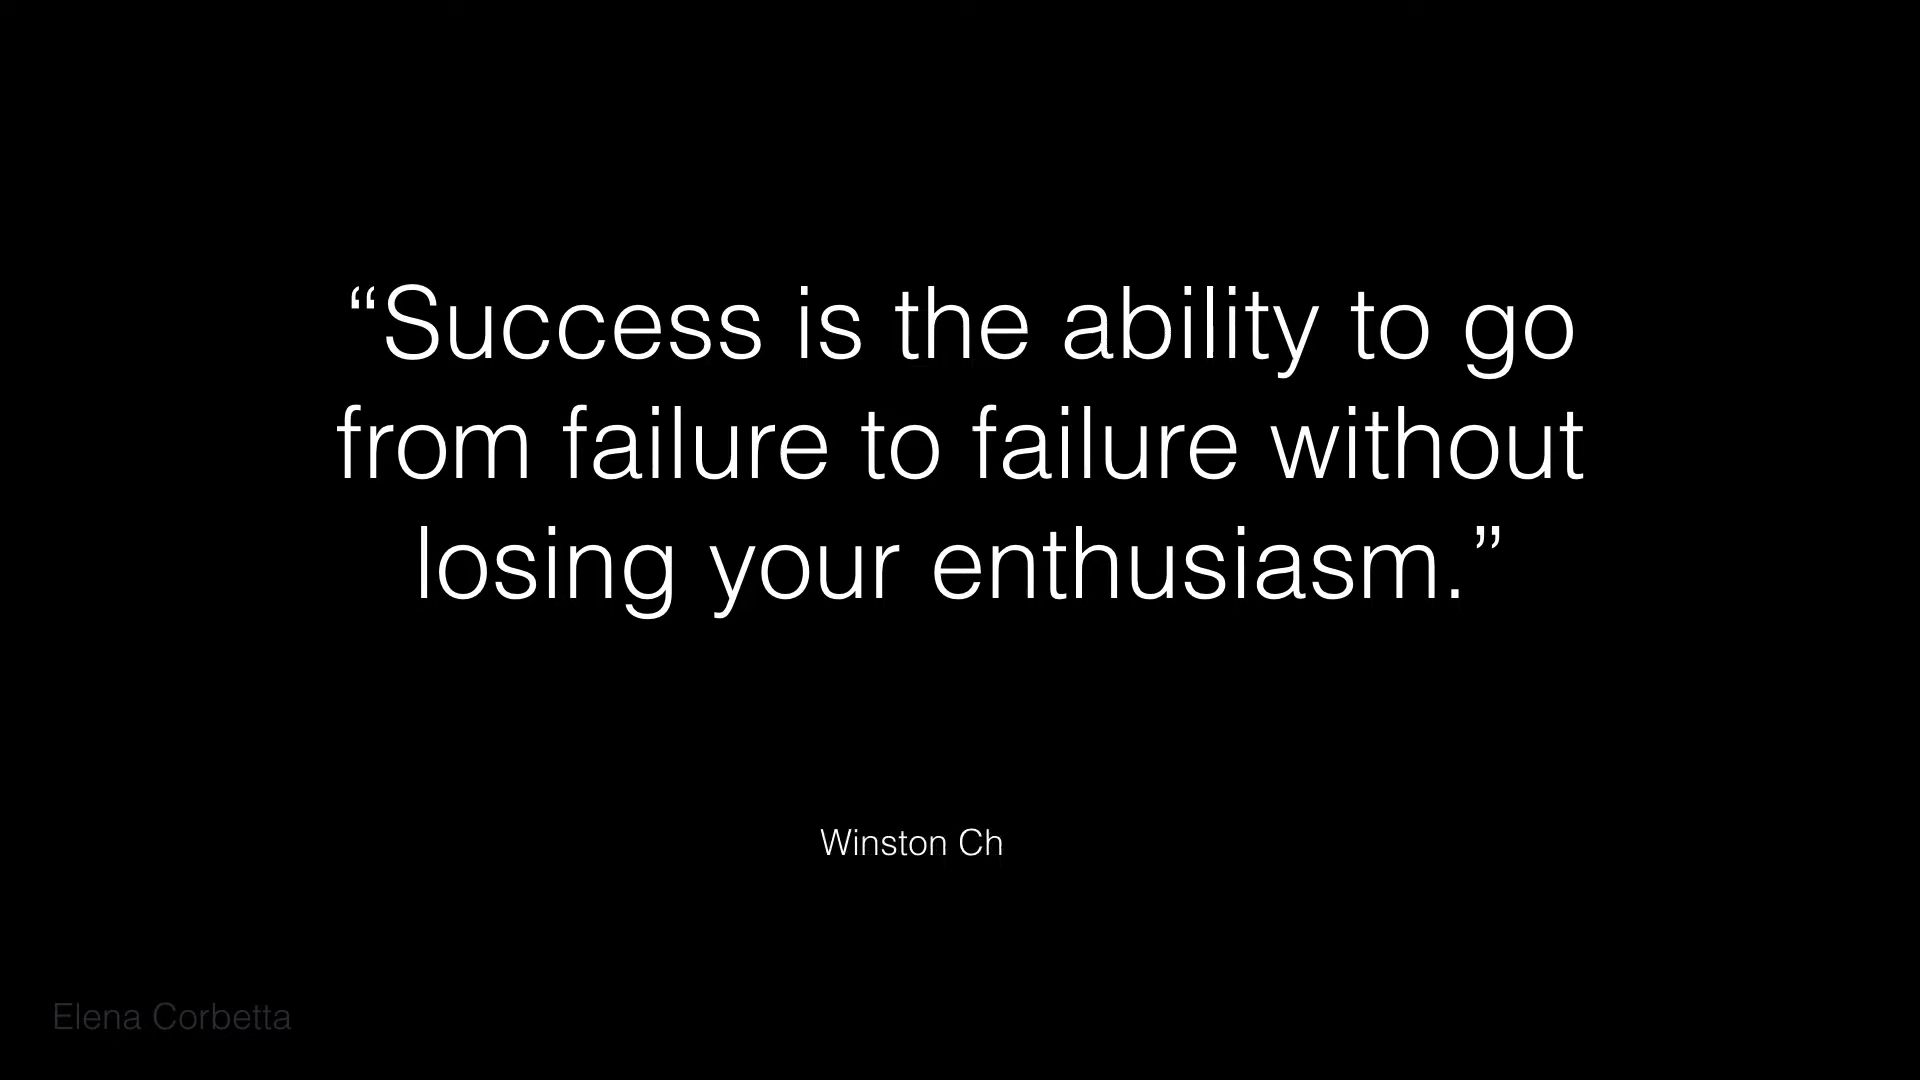 “Success is the ability to go
from failure to failure without
losing your enthusiasm.”
Winston Ch
Elena Corbetta